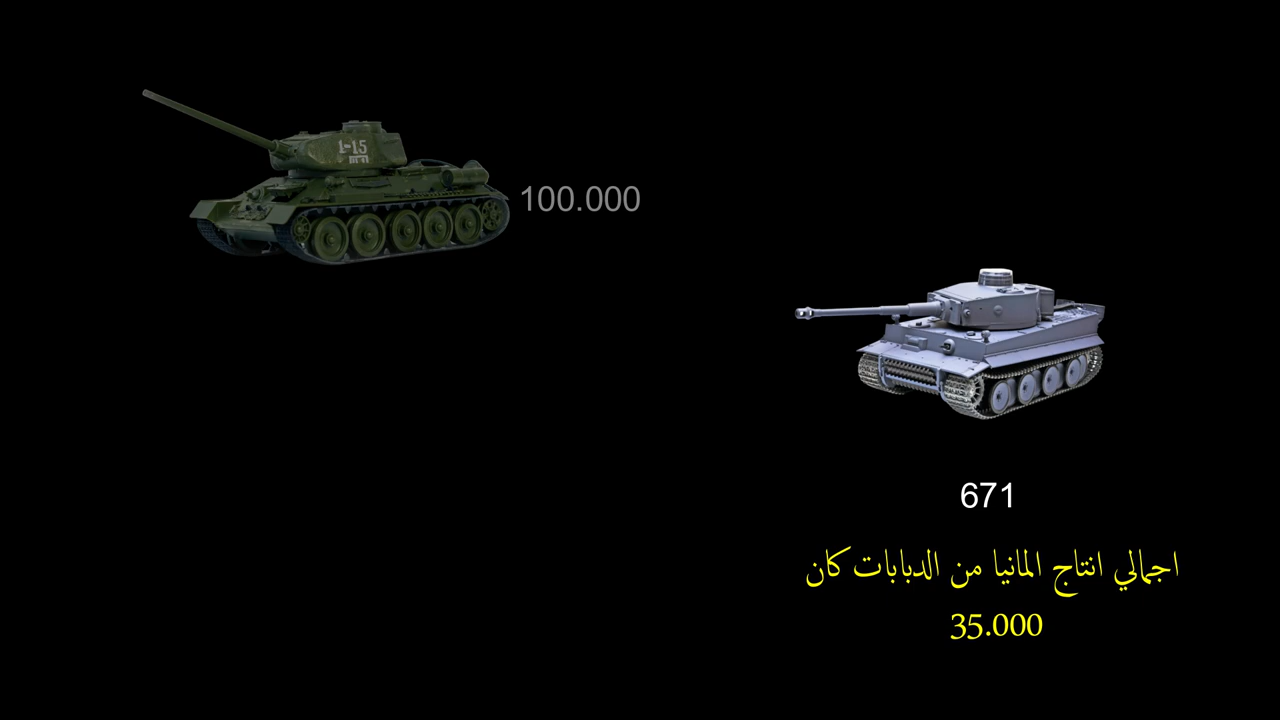 1-15
100.000
671
اجمالي انتاج المانيا من الدبابات كان
35.000